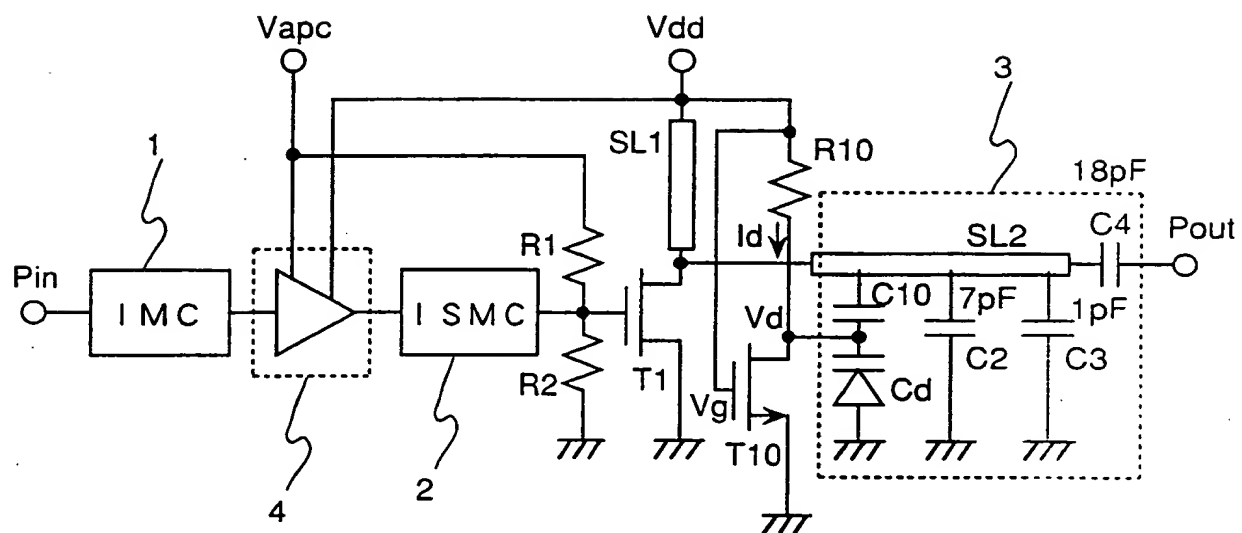 Vapc
Vdd
3
1
SL1
R10
18pF
C4
Pout
R1
Id
SL2
Pin
IMC
ISMC
C10
7pF
1pF
Vd
R2
T1
C2
C3
Vg
Cd
T10
4
2